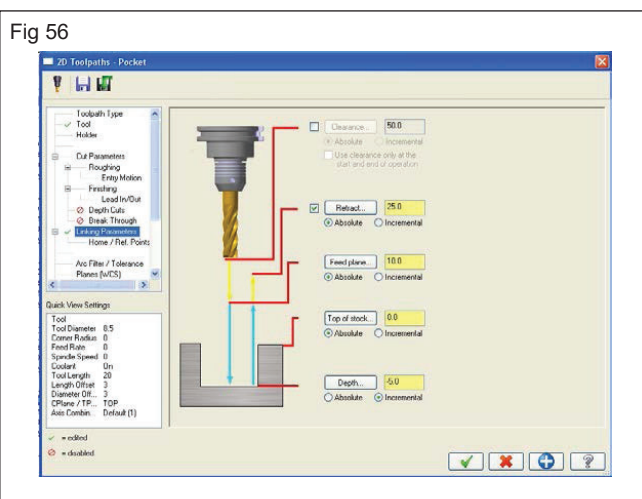 Fig 56
2D Toolpaths - Pocket
Toolpath Type
Tool
Holder
Cut Parameters
Roughing
Entry Motion
Finishing
Lead In/Out
Depth Cuts
Break Through
Linking Parameters
Home / Ref. Points
Arc Filter / Tolerance
Planes (WCS)
Quick View Settings
Tool
Tool Diameter 8.5
Corner Radius 0
Feed Rate 0
Spindle Speed 0
Coolant On
Tool Length 20
Length Offset 3
Diameter Off... 3
CPlane / TP... TOP
Axis Combin... Default (1)
= edited
= disabled
Clearance... 50.0
Absolute Incremental
Use clearance only at the
start and end of operation
Retract... 25.0
Absolute Incremental
Feed plane... 10.0
Absolute Incremental
Top of stock... 0.0
Absolute Incremental
Depth... -5.0
Absolute Incremental
?